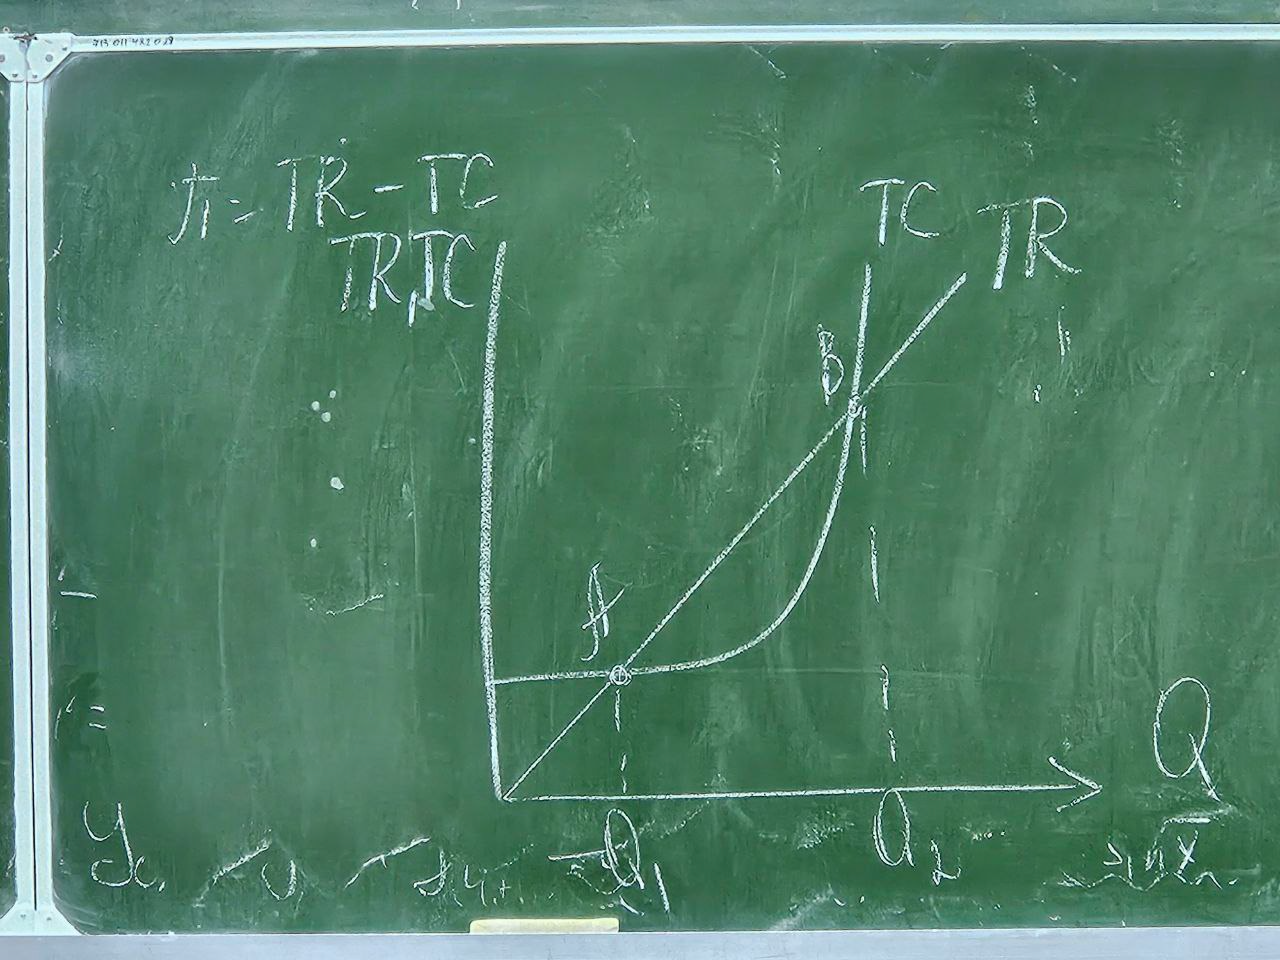 π = TR - TC
TR, TC
TC
TR
B
A
Q
Q₁
Q₂